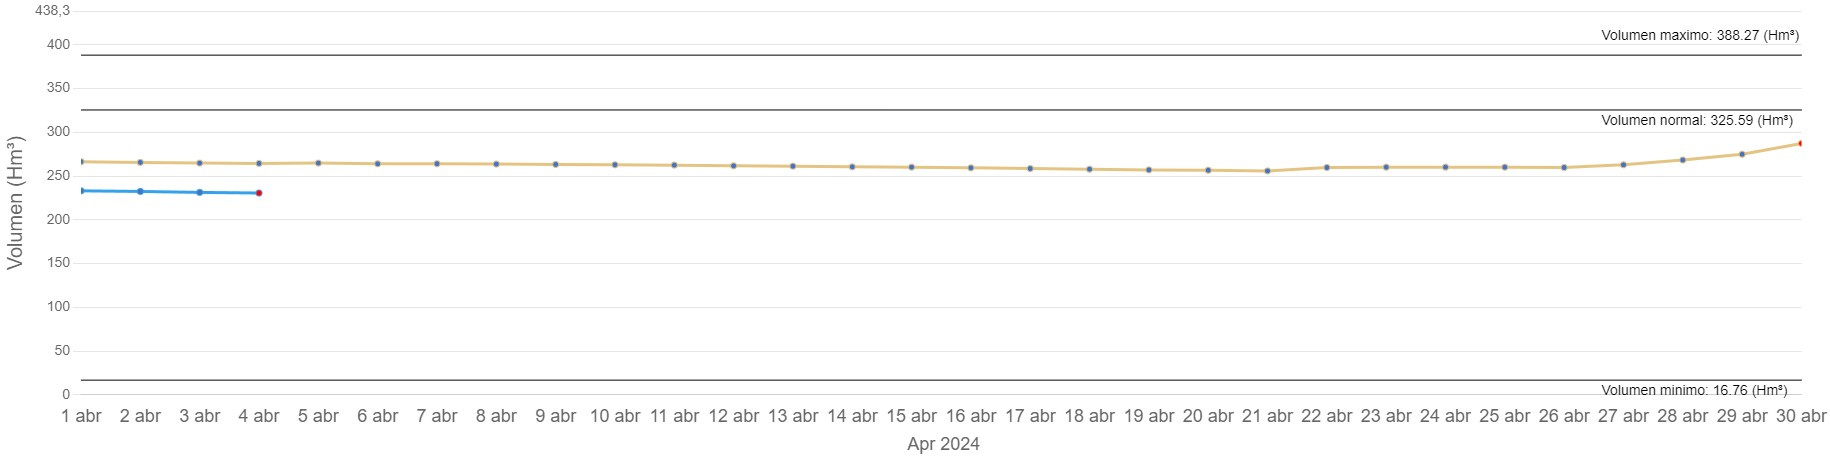 438,3
400
350
300
250
200
150
100
50
0
Volumen (Hm³)
Volumen maximo: 388.27 (Hm³)
Volumen normal: 325.59 (Hm³)
Volumen minimo: 16.76 (Hm³)
1 abr 2 abr 3 abr 4 abr 5 abr 6 abr 7 abr 8 abr 9 abr 10 abr 11 abr 12 abr 13 abr 14 abr 15 abr 16 abr 17 abr 18 abr 19 abr 20 abr 21 abr 22 abr 23 abr 24 abr 25 abr 26 abr 27 abr 28 abr 29 abr 30 abr
Apr 2024